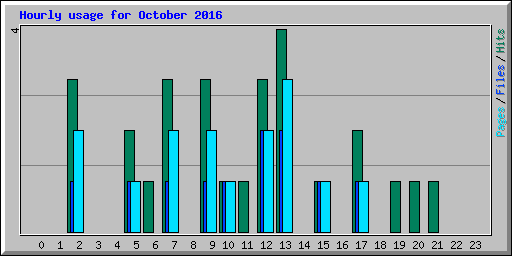 Hourly usage for October 2016
4
Pages / Files / Hits
0 1 2 3 4 5 6 7 8 9 10 11 12 13 14 15 16 17 18 19 20 21 22 23